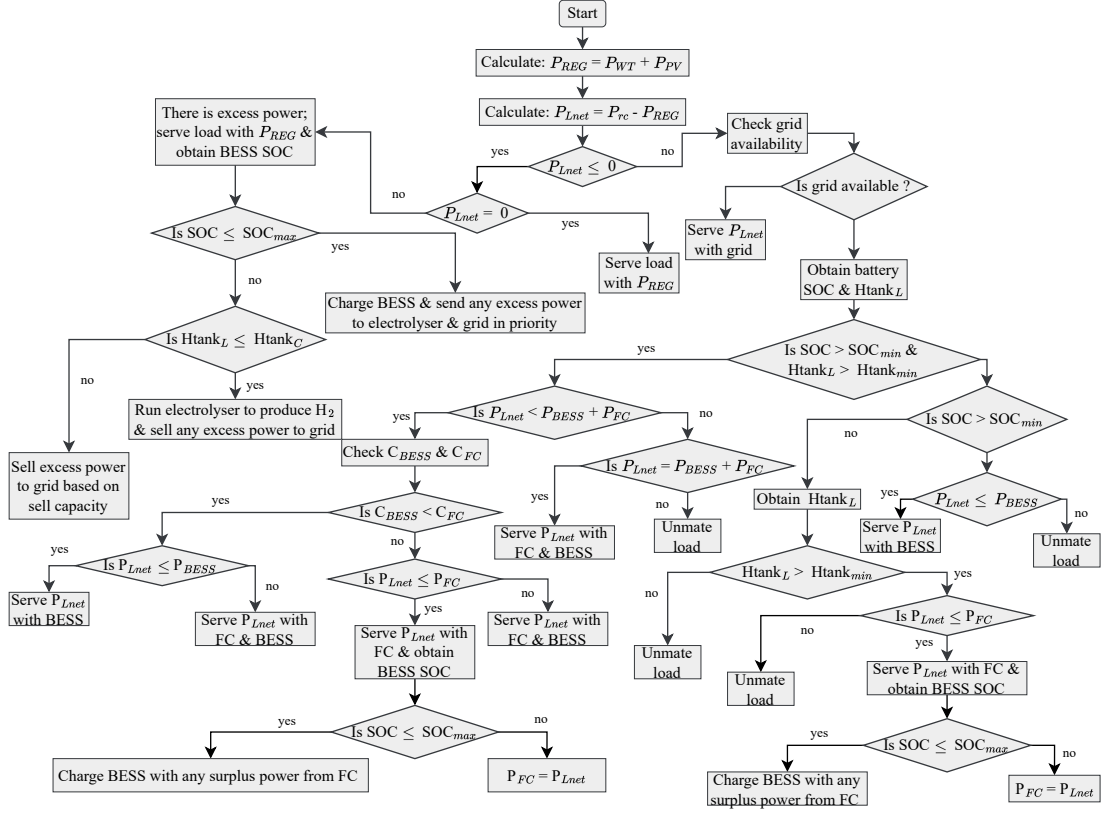 Start
Calculate: P_REG = P_WT + P_PV
Calculate: P_Lnet = P_rc - P_REG
There is excess power;
serve load with P_REG &
obtain BESS SOC
Check grid
availability
yes
no
P_Lnet ≤ 0
Is grid available ?
no
P_Lnet = 0
yes
Serve P_Lnet
with grid
Is SOC ≤ SOC_max
yes
Serve load
with P_REG
Obtain battery
SOC & Htank_L
no
Charge BESS & send any excess power
to electrolyser & grid in priority
Is Htank_L ≤ Htank_C
yes
Is SOC > SOC_min &
Htank_L > Htank_min
no
yes
Run electrolyser to produce H_2
& sell any excess power to grid
yes
Is P_Lnet < P_BESS + P_FC
no
Is SOC > SOC_min
no
Check C_BESS & C_FC
Sell excess power
to grid based on
sell capacity
Is P_Lnet = P_BESS + P_FC
yes
no
Obtain Htank_L
yes
P_Lnet ≤ P_BESS
no
yes
Is C_BESS < C_FC
Serve P_Lnet with
FC & BESS
Unmate
load
Serve P_Lnet
with BESS
Unmate
load
no
yes
Is P_Lnet ≤ P_BESS
no
Is P_Lnet ≤ P_FC
no
Htank_L > Htank_min
yes
no
Serve P_Lnet
with BESS
Serve P_Lnet with
FC & BESS
yes
Serve P_Lnet with
FC & BESS
Is P_Lnet ≤ P_FC
no
yes
Serve P_Lnet with
FC & obtain
BESS SOC
Unmate
load
Unmate
load
Serve P_Lnet with FC &
obtain BESS SOC
yes
Is SOC ≤ SOC_max
no
yes
Is SOC ≤ SOC_max
no
Charge BESS with any surplus power from FC
P_FC = P_Lnet
Charge BESS with any
surplus power from FC
P_FC = P_Lnet